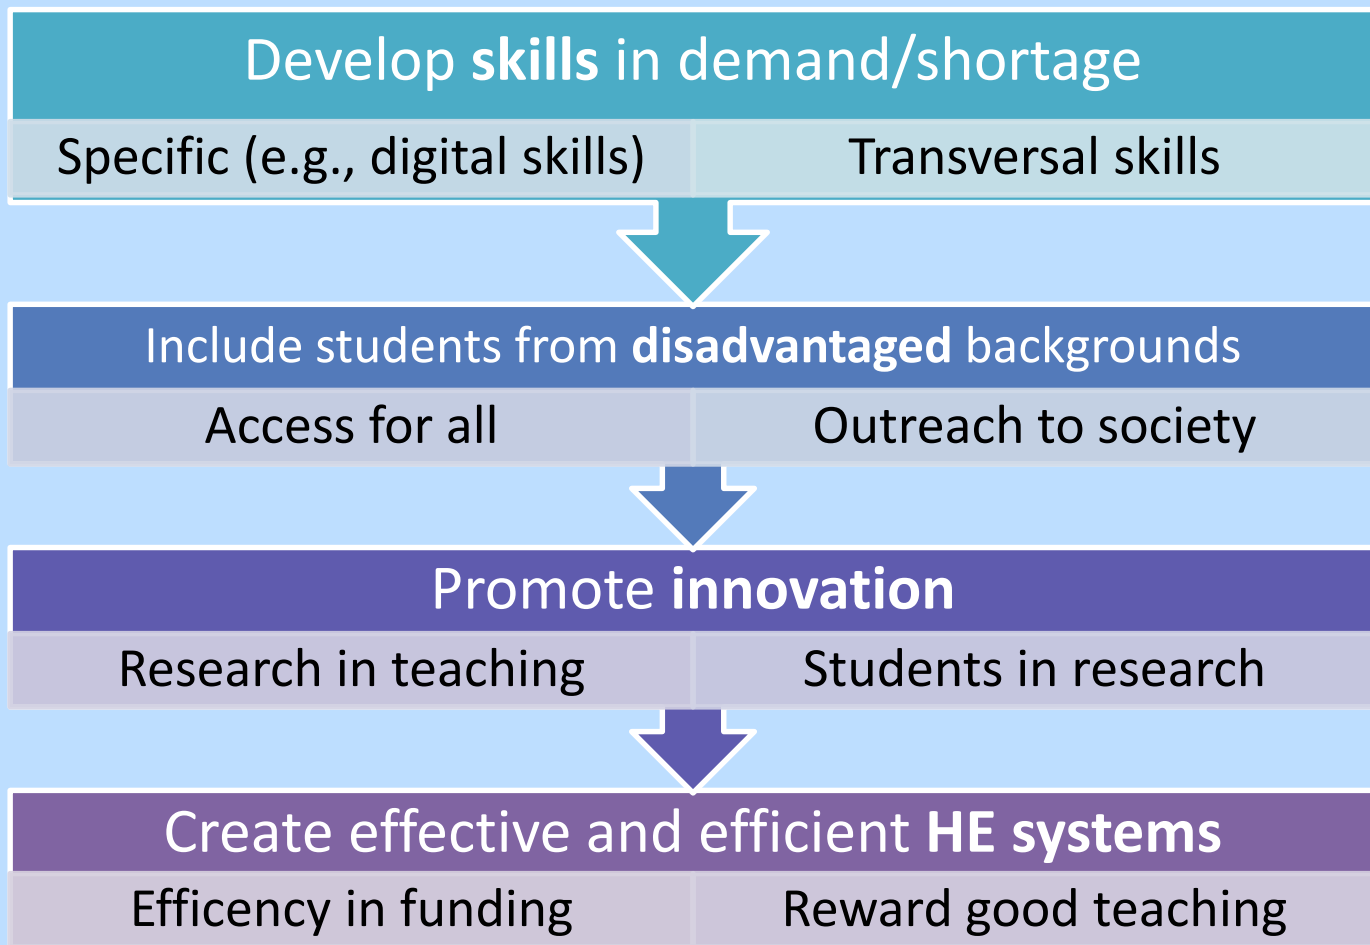 Develop skills in demand/shortage
Specific (e.g., digital skills)
Transversal skills
Include students from disadvantaged backgrounds
Access for all
Outreach to society
Promote innovation
Research in teaching
Students in research
Create effective and efficient HE systems
Efficency in funding
Reward good teaching